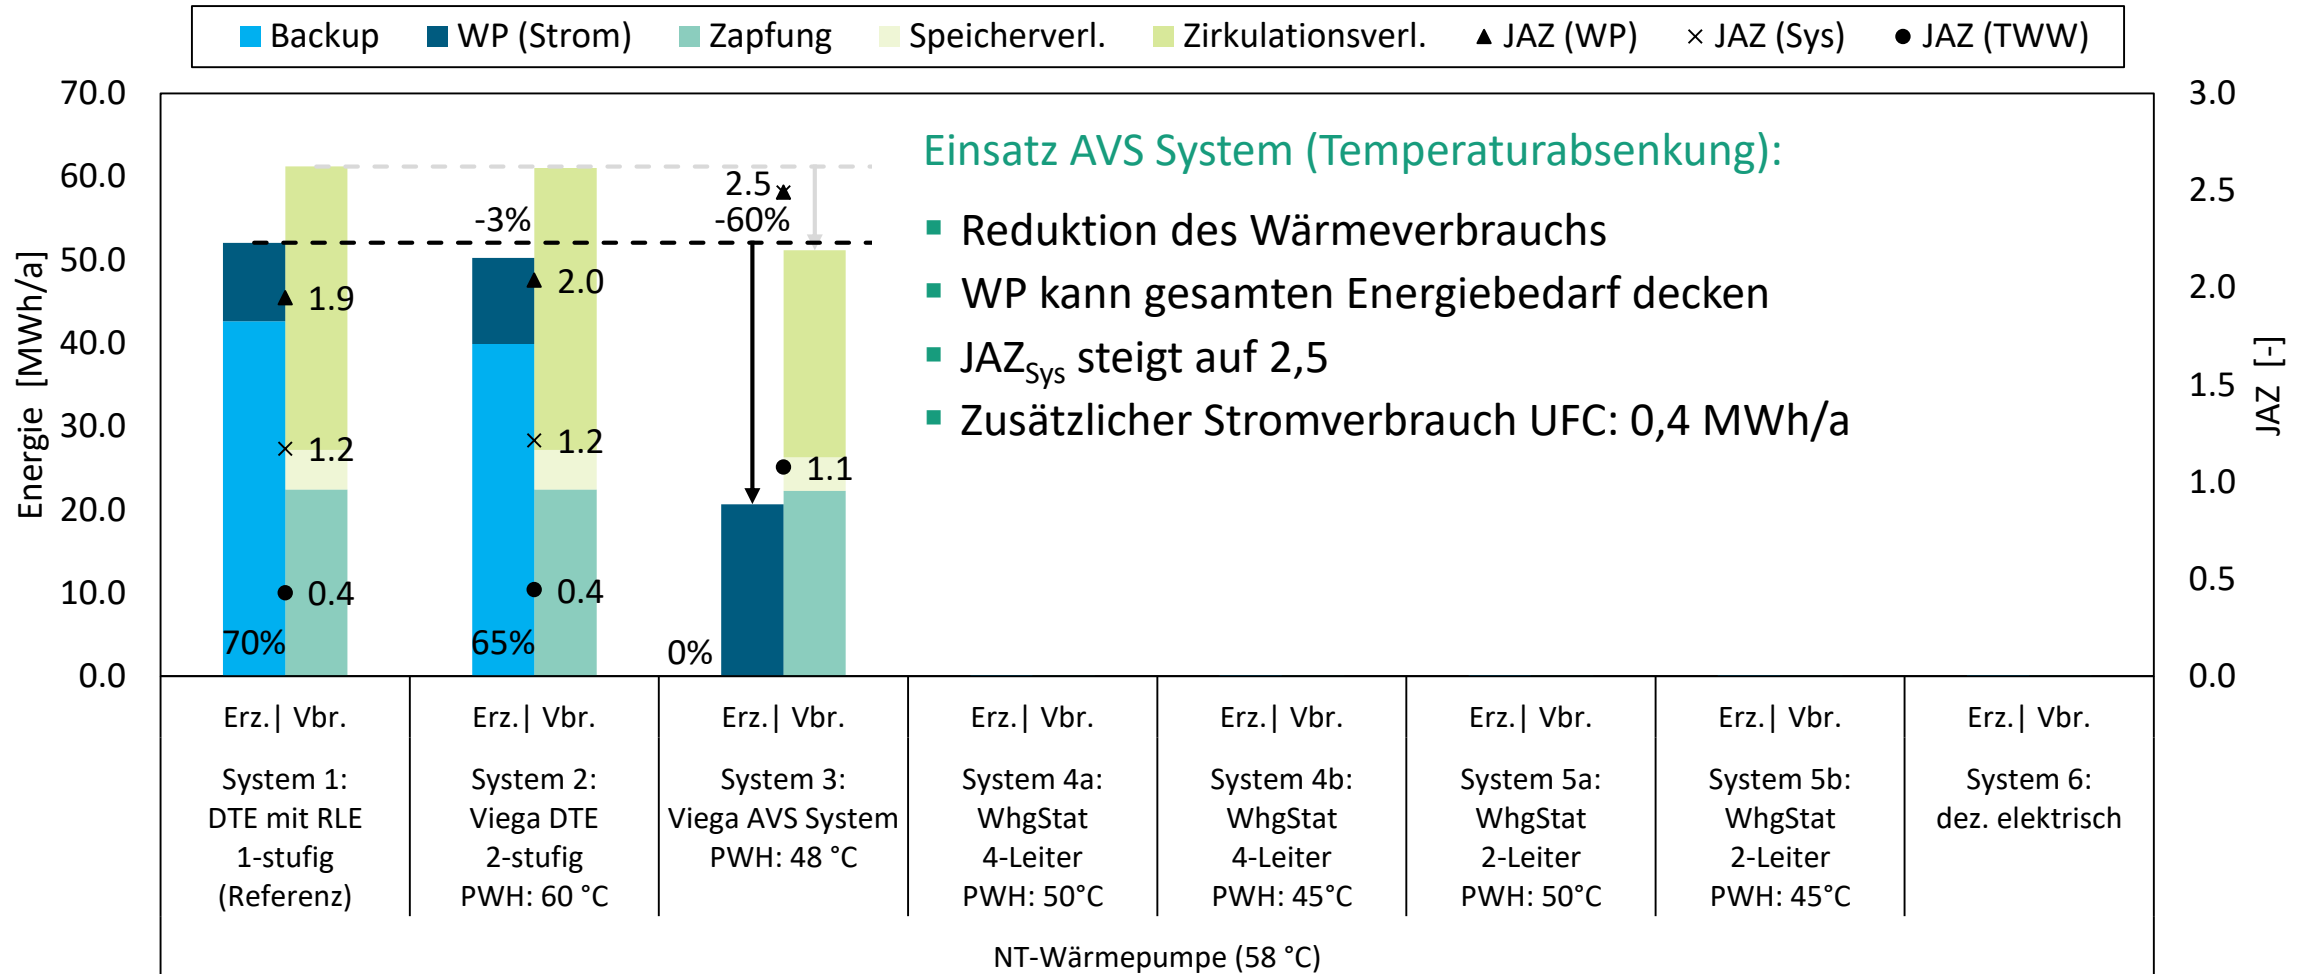 Backup WP (Strom) Zapfung Speicherverl. Zirkulationsverl. JAZ (WP) JAZ (Sys) JAZ (TWW)
70.0
60.0
50.0
40.0
30.0
20.0
10.0
0.0
Energie [MWh/a]
3.0
2.5
2.0
1.5
1.0
0.5
0.0
JAZ [-]
1.9
1.2
0.4
70%
-3%
2.0
1.2
0.4
65%
2.5
-60%
1.1
0%
Einsatz AVS System (Temperaturabsenkung):
▪ Reduktion des Wärmeverbrauchs
▪ WP kann gesamten Energiebedarf decken
▪ JAZSys steigt auf 2,5
▪ Zusätzlicher Stromverbrauch UFC: 0,4 MWh/a
Erz.| Vbr.
System 1:
DTE mit RLE
1-stufig
(Referenz)
Erz.| Vbr.
System 2:
Viega DTE
2-stufig
PWH: 60 °C
Erz.| Vbr.
System 3:
Viega AVS System
PWH: 48 °C
Erz.| Vbr.
System 4a:
WhgStat
4-Leiter
PWH: 50°C
Erz.| Vbr.
System 4b:
WhgStat
4-Leiter
PWH: 45°C
Erz.| Vbr.
System 5a:
WhgStat
2-Leiter
PWH: 50°C
Erz.| Vbr.
System 5b:
WhgStat
2-Leiter
PWH: 45°C
Erz.| Vbr.
System 6:
dez. elektrisch
NT-Wärmepumpe (58 °C)